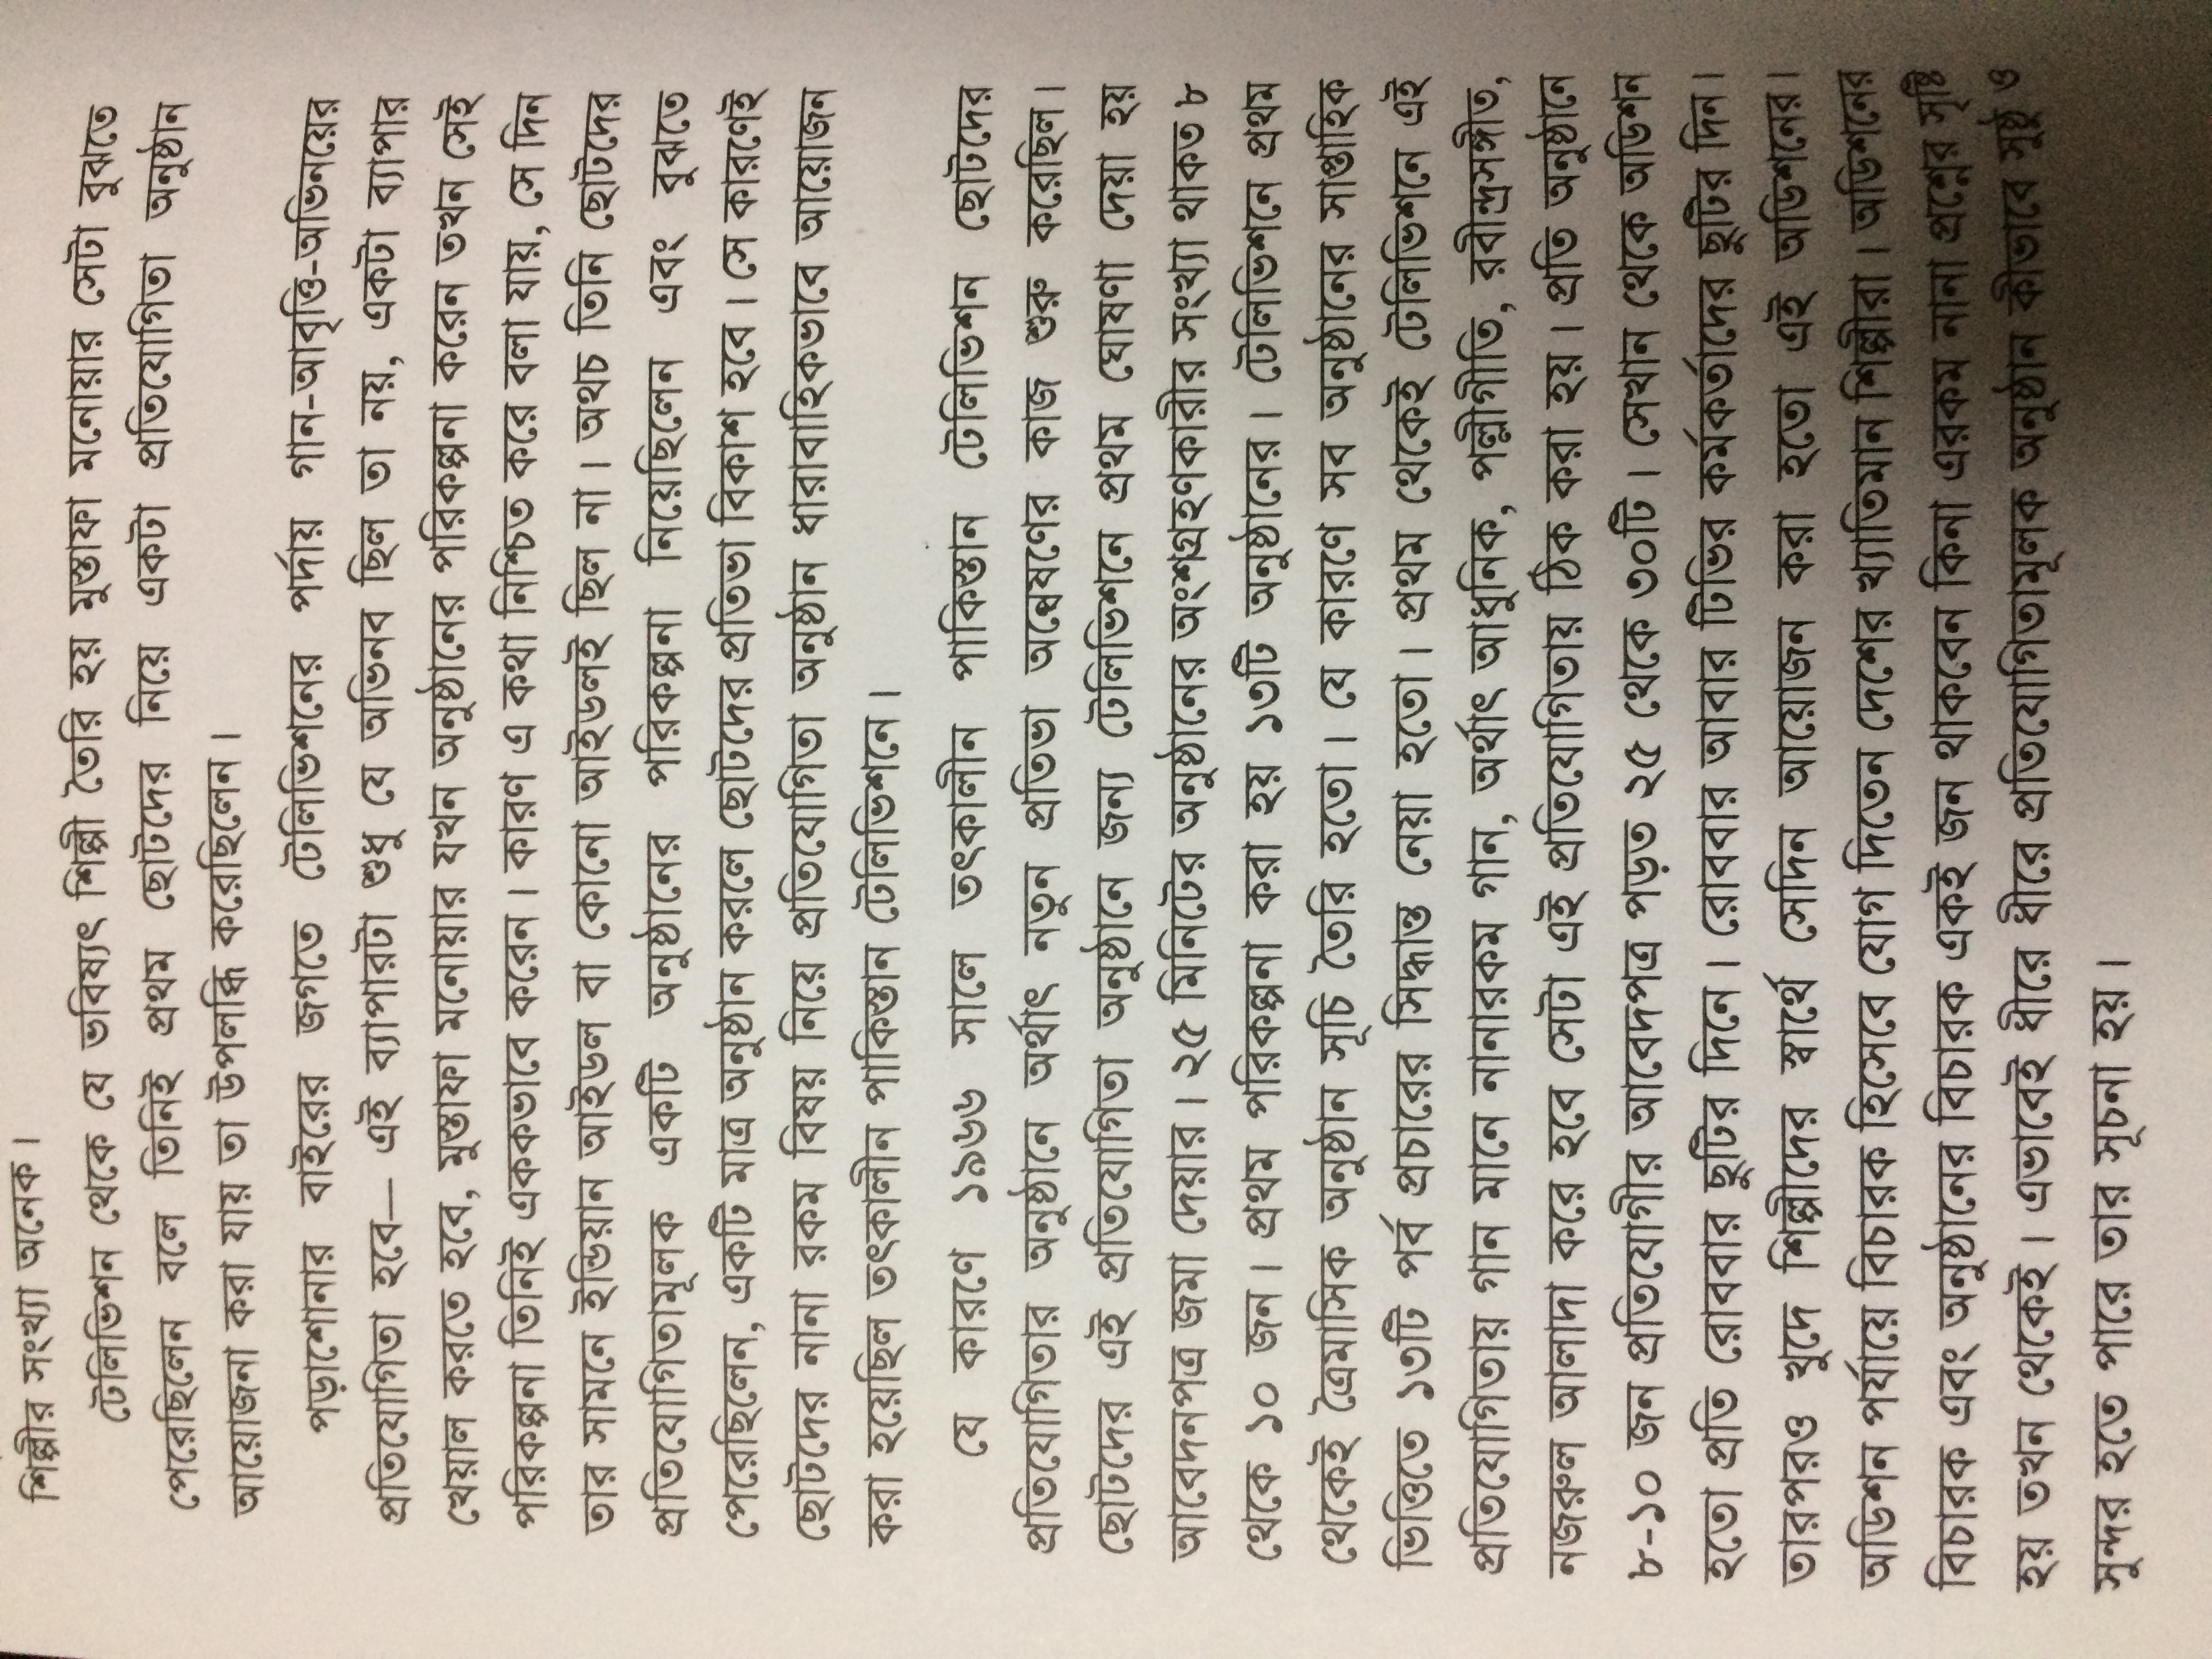 শিল্পীর সংখ্যা অনেক।
টেলিভিশন থেকে যে ভবিষ্যৎ শিল্পী তৈরি হয় মুস্তাফা মনোয়ার সেটা বুঝতে
পেরেছিলেন বলে তিনিই প্রথম ছোটদের নিয়ে একটা প্রতিযোগিতা অনুষ্ঠান
আয়োজনা করা যায় তা উপলব্ধি করেছিলেন।
পড়াশোনার বাইরের জগতে টেলিভিশনের পর্দায় গান-আবৃত্তি-অভিনয়ের
প্রতিযোগিতা হবে— এই ব্যাপারটা শুধু যে অভিনব ছিল তা নয়, একটা ব্যাপার
খেয়াল করতে হবে, মুস্তাফা মনোয়ার যখন অনুষ্ঠানের পরিকল্পনা করেন তখন সেই
পরিকল্পনা তিনিই এককভাবে করেন। কারণ এ কথা নিশ্চিত করে বলা যায়, সে দিন
তার সামনে ইন্ডিয়ান আইডল বা কোনো আইডলই ছিল না। অথচ তিনি ছোটদের
প্রতিযোগিতামূলক একটি অনুষ্ঠানের পরিকল্পনা নিয়েছিলেন এবং বুঝতে
পেরেছিলেন, একটি মাত্র অনুষ্ঠান করলে ছোটদের প্রতিভা বিকাশ হবে। সে কারণেই
ছোটদের নানা রকম বিষয় নিয়ে প্রতিযোগিতা অনুষ্ঠান ধারাবাহিকভাবে আয়োজন
করা হয়েছিল তৎকালীন পাকিস্তান টেলিভিশনে।
যে কারণে ১৯৬৬ সালে তৎকালীন পাকিস্তান টেলিভিশন ছোটদের
প্রতিযোগিতার অনুষ্ঠানে অর্থাৎ নতুন প্রতিভা অন্বেষণের কাজ শুরু করেছিল।
ছোটদের এই প্রতিযোগিতা অনুষ্ঠানে জন্য টেলিভিশনে প্রথম ঘোষণা দেয়া হয়
আবেদনপত্র জমা দেয়ার। ২৫ মিনিটের অনুষ্ঠানের অংশগ্রহণকারীর সংখ্যা থাকত ৮
থেকে ১০ জন। প্রথম পরিকল্পনা করা হয় ১৩টি অনুষ্ঠানের। টেলিভিশনে প্রথম
থেকেই ত্রৈমাসিক অনুষ্ঠান সূচি তৈরি হতো। যে কারণে সব অনুষ্ঠানের সাপ্তাহিক
ভিত্তিতে ১৩টি পর্ব প্রচারের সিদ্ধান্ত নেয়া হতো। প্রথম থেকেই টেলিভিশনে এই
প্রতিযোগিতায় গান মানে নানারকম গান, অর্থাৎ আধুনিক, পল্লীগীতি, রবীন্দ্রসঙ্গীত,
নজরুল আলাদা করে হবে সেটা এই প্রতিযোগিতায় ঠিক করা হয়। প্রতি অনুষ্ঠানে
৮-১০ জন প্রতিযোগীর আবেদপত্র পড়ত ২৫ থেকে ৩০টি। সেখান থেকে অডিশন
হতো প্রতি রোববার ছুটির দিনে। রোববার আবার টিভির কর্মকর্তাদের ছুটির দিন।
তারপরও খুদে শিল্পীদের স্বার্থে সেদিন আয়োজন করা হতো এই অডিশনের।
অডিশন পর্যায়ে বিচারক হিসেবে যোগ দিতেন দেশের খ্যাতিমান শিল্পীরা। অডিশনের
বিচারক এবং অনুষ্ঠানের বিচারক একই জন থাকবেন কিনা এরকম নানা প্রশ্নের সৃষ্টি
হয় তখন থেকেই। এভাবেই ধীরে ধীরে প্রতিযোগিতামূলক অনুষ্ঠান কীভাবে সুষ্ঠু ও
সুন্দর হতে পারে তার সূচনা হয়।